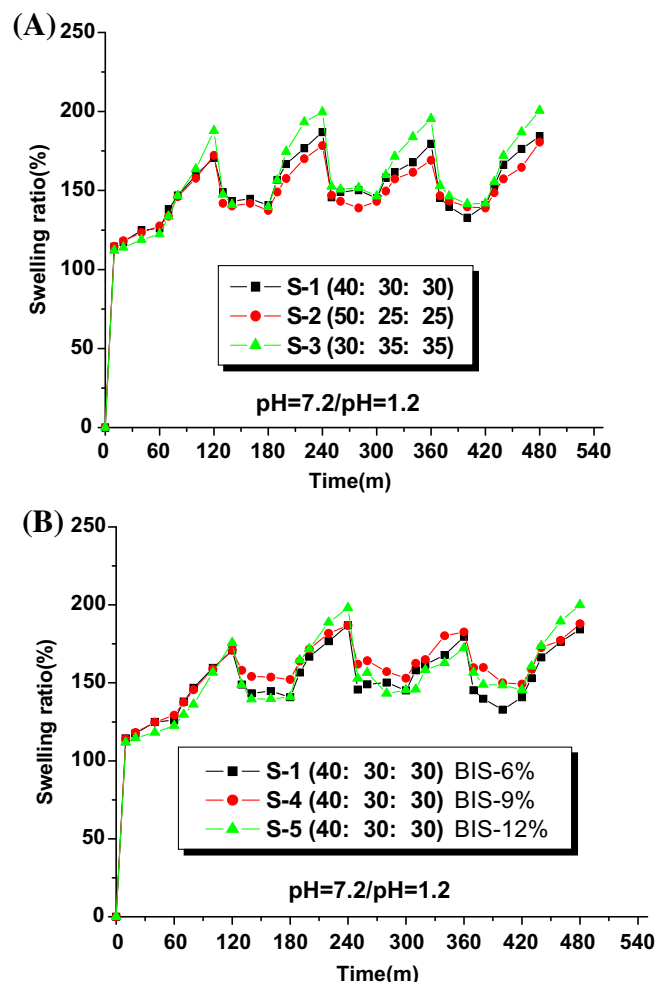 (A)
250
200
150
100
50
0
Swelling ratio(%)
S-1 (40: 30: 30)
S-2 (50: 25: 25)
S-3 (30: 35: 35)
pH=7.2/pH=1.2
0 60 120 180 240 300 360 420 480 540
Time(m)
(B)
250
200
150
100
50
0
Swelling ratio(%)
S-1 (40: 30: 30) BIS-6%
S-4 (40: 30: 30) BIS-9%
S-5 (40: 30: 30) BIS-12%
pH=7.2/pH=1.2
0 60 120 180 240 300 360 420 480 540
Time(m)